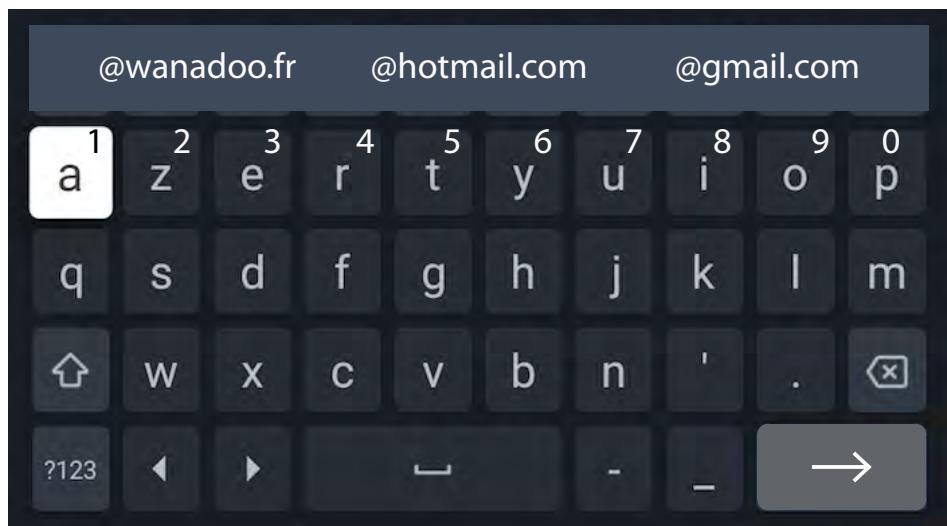 @wanadoo.fr @hotmail.com @gmail.com
1 2 3 4 5 6 7 8 9 0
a z e r t y u i o p
q s d f g h j k l m
w x c v b n ' .
?123 - _